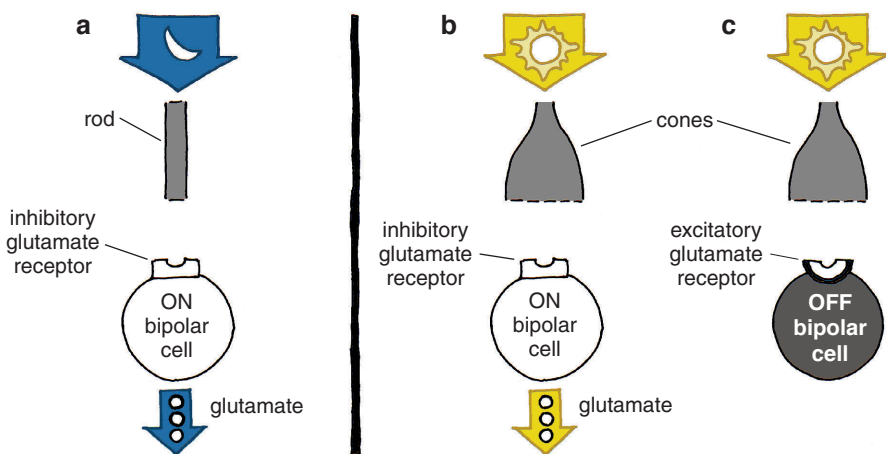 a
b
c
rod
cones
inhibitory
glutamate
receptor
inhibitory
glutamate
receptor
excitatory
glutamate
receptor
ON
bipolar
cell
ON
bipolar
cell
OFF
bipolar
cell
glutamate
glutamate